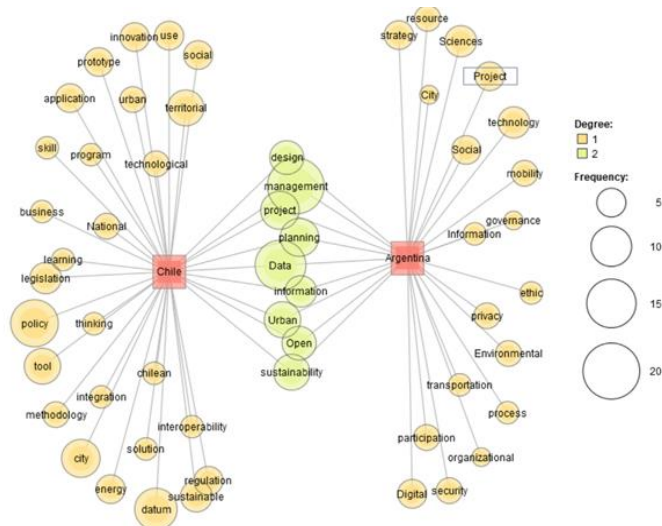 resource
innovation
use
strategy
Sciences
social
prototype
Project
application
urban
City
territorial
technology
Degree:
1
2
skill
program
technological
design
Social
mobility
Frequency:
management
5
business
National
project
Information
governance
planning
10
learning
legislation
Chile
Data
Argentina
information
ethic
15
policy
thinking
Urban
privacy
Open
Environmental
tool
chilean
sustainability
transportation
20
methodology
integration
interoperability
process
participation
city
solution
organizational
energy
regulation
sustainable
datum
Digital
security